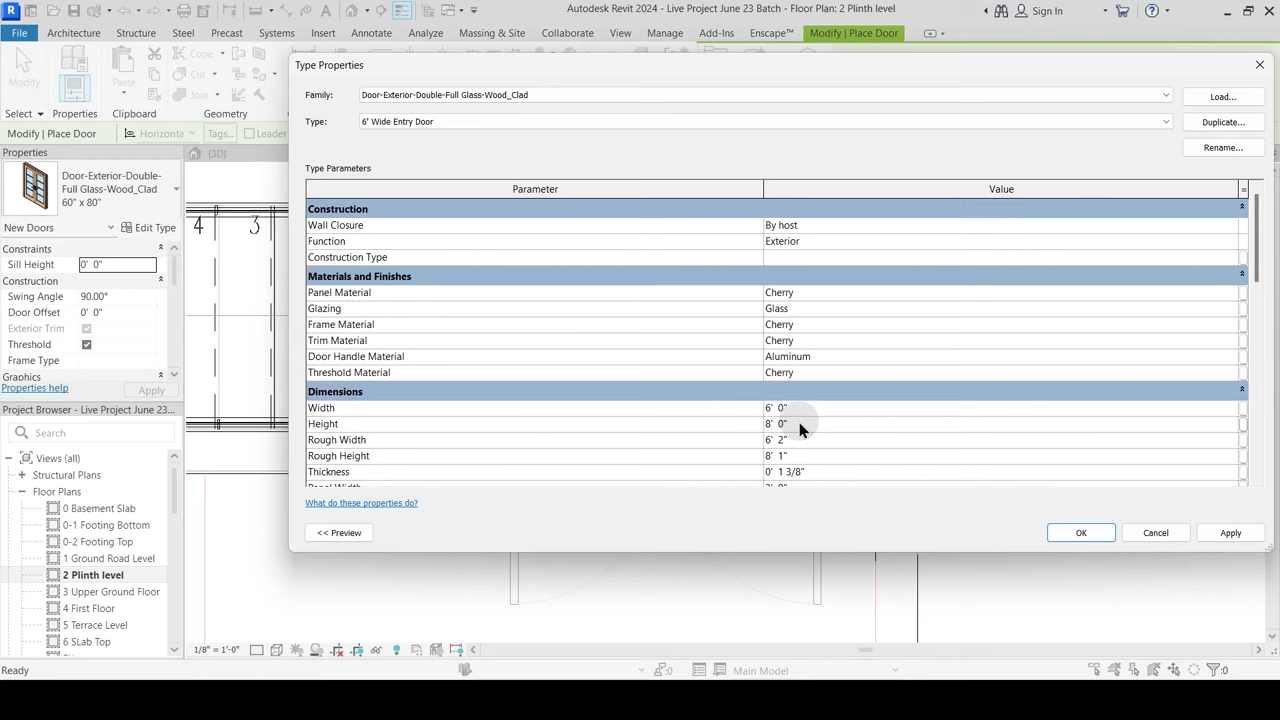 Autodesk Revit 2024 - Live Project June 23 Batch - Floor Plan: 2 Plinth level
Sign In
File
Architecture
Structure
Steel
Precast
Systems
Insert
Annotate
Analyze
Massing & Site
Collaborate
View
Manage
Add-Ins
Enscape™
Modify | Place Door
Modify
Paste
Cope
Cut
Join
Select
Properties
Clipboard
Geometry
Modify | Place Door
Horizonta
Tags...
Leader
Properties
(3D)
Door-Exterior-Double-
Full Glass-Wood_Clad
60" x 80"
New Doors
Edit Type
Constraints
Sill Height 0' 0"
Construction
Swing Angle 90.00°
Door Offset 0' 0"
Exterior Trim
Threshold
Frame Type
Graphics
Properties help
Apply
Project Browser - Live Project June 23...
Search
Views (all)
Structural Plans
Floor Plans
0 Basement Slab
0-1 Footing Bottom
0-2 Footing Top
1 Ground Road Level
2 Plinth level
3 Upper Ground Floor
4 First Floor
5 Terrace Level
6 SLab Top
4 3
Type Properties
Family: Door-Exterior-Double-Full Glass-Wood_Clad
Load...
Type: 6' Wide Entry Door
Duplicate...
Rename...
Type Parameters
Parameter Value =
Construction
Wall Closure By host
Function Exterior
Construction Type
Materials and Finishes
Panel Material Cherry
Glazing Glass
Frame Material Cherry
Trim Material Cherry
Door Handle Material Aluminum
Threshold Material Cherry
Dimensions
Width 6' 0"
Height 8' 0"
Rough Width 6' 2"
Rough Height 8' 1"
Thickness 0' 1 3/8"
What do these properties do?
<< Preview
OK
Cancel
Apply
1/8" = 1'-0"
Ready
:0
Main Model
:0